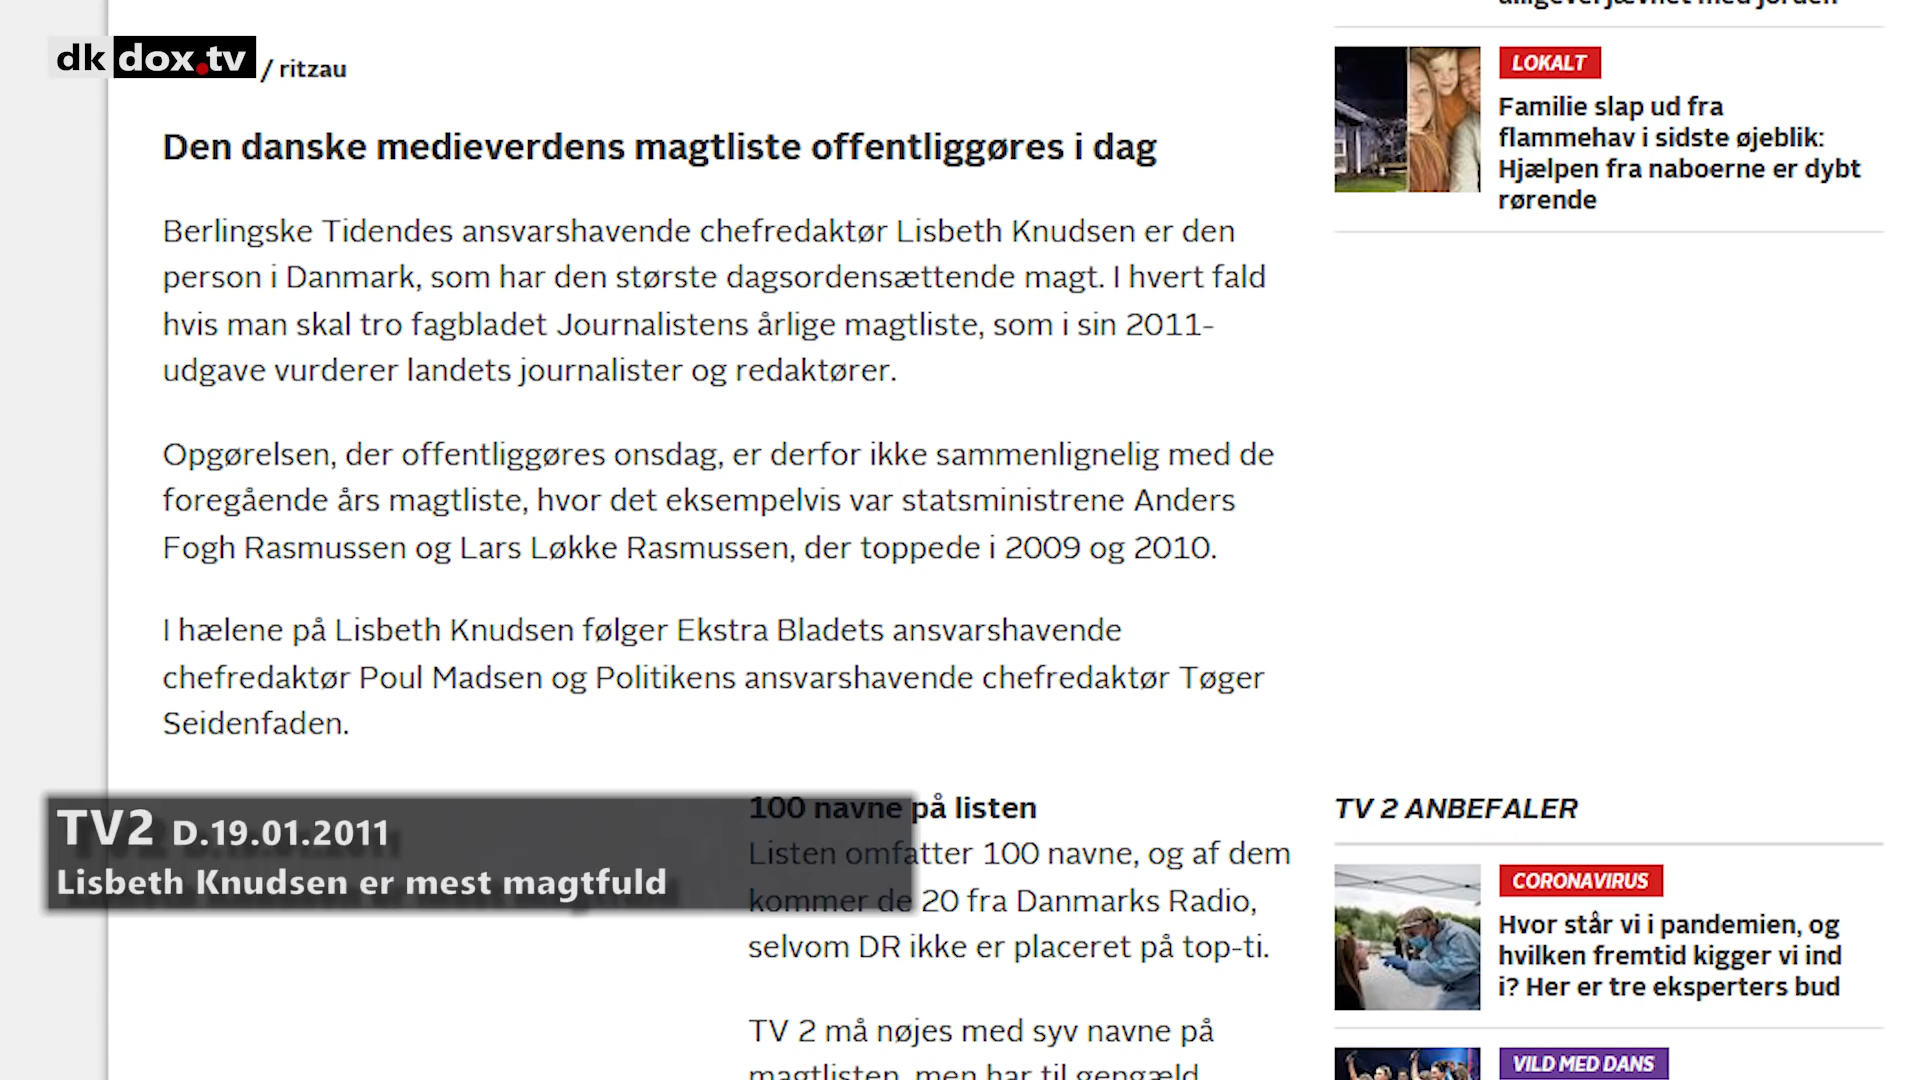 dk dox.tv
/ ritzau
Den danske medieverdens magtliste offentliggøres i dag
Berlingske Tidendes ansvarshavende chefredaktør Lisbeth Knudsen er den
person i Danmark, som har den største dagsordensættende magt. I hvert fald
hvis man skal tro fagbladet Journalistens årlige magtliste, som i sin 2011-
udgave vurderer landets journalister og redaktører.
Opgørelsen, der offentliggøres onsdag, er derfor ikke sammenlignelig med de
foregående års magtliste, hvor det eksempelvis var statsministrene Anders
Fogh Rasmussen og Lars Løkke Rasmussen, der toppede i 2009 og 2010.
I hælene på Lisbeth Knudsen følger Ekstra Bladets ansvarshavende
chefredaktør Poul Madsen og Politikens ansvarshavende chefredaktør Tøger
Seidenfaden.
100 navne på listen
Listen omfatter 100 navne, og af dem
kommer de 20 fra Danmarks Radio,
selvom DR ikke er placeret på top-ti.
TV 2 må nøjes med syv navne på
magtlisten, men har til gengæld
TV2 D.19.01.2011
Lisbeth Knudsen er mest magtfuld
med jorden
LOKALT
Familie slap ud fra
flammehav i sidste øjeblik:
Hjælpen fra naboerne er dybt
rørende
TV 2 ANBEFALER
CORONAVIRUS
Hvor står vi i pandemien, og
hvilken fremtid kigger vi ind
i? Her er tre eksperters bud
VILD MED DANS